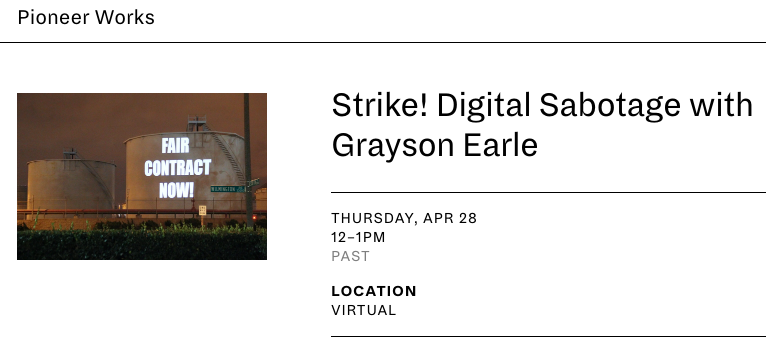 Pioneer Works
Strike! Digital Sabotage with
Grayson Earle
FAIR
CONTRACT
NOW!
WILMINGTON
THURSDAY, APR 28
12–1PM
PAST
LOCATION
VIRTUAL